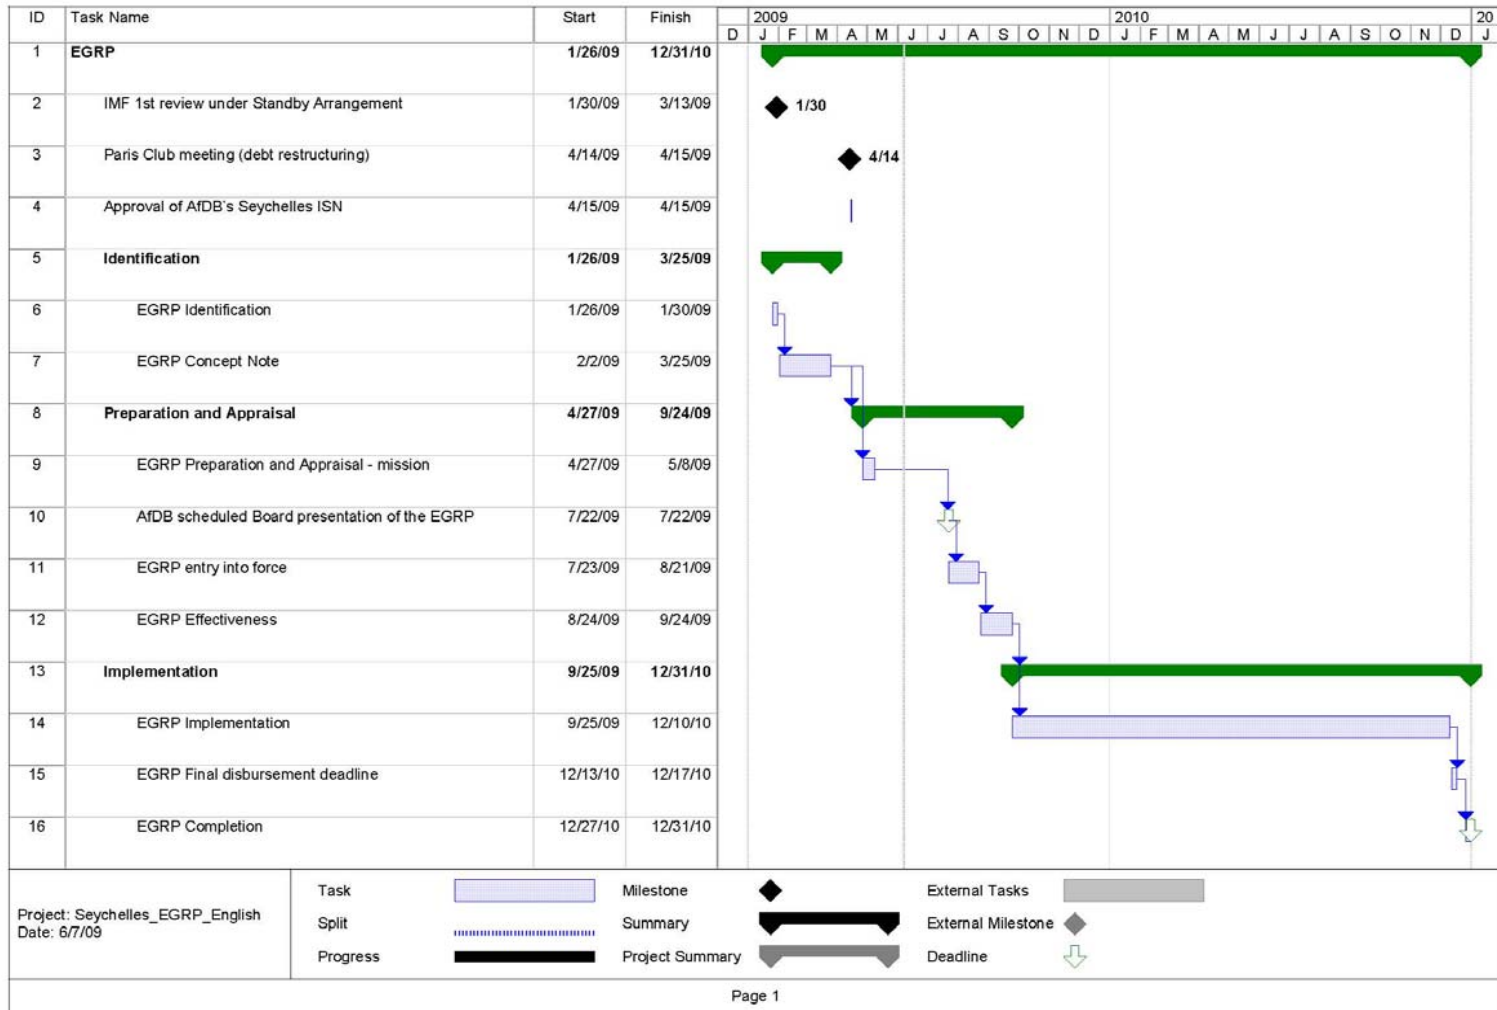 ID Task Name Start Finish 2009 2010 20
D J F M A M J J A S O N D J F M A M J J A S O N D J
1 EGRP 1/26/09 12/31/10
2 IMF 1st review under Standby Arrangement 1/30/09 3/13/09 1/30
3 Paris Club meeting (debt restructuring) 4/14/09 4/15/09 4/14
4 Approval of AfDB's Seychelles ISN 4/15/09 4/15/09
5 Identification 1/26/09 3/25/09
6 EGRP Identification 1/26/09 1/30/09
7 EGRP Concept Note 2/2/09 3/25/09
8 Preparation and Appraisal 4/27/09 9/24/09
9 EGRP Preparation and Appraisal - mission 4/27/09 5/8/09
10 AfDB scheduled Board presentation of the EGRP 7/22/09 7/22/09
11 EGRP entry into force 7/23/09 8/21/09
12 EGRP Effectiveness 8/24/09 9/24/09
13 Implementation 9/25/09 12/31/10
14 EGRP Implementation 9/25/09 12/10/10
15 EGRP Final disbursement deadline 12/13/10 12/17/10
16 EGRP Completion 12/27/10 12/31/10
Project: Seychelles_EGRP_English
Date: 6/7/09
Task Milestone External Tasks
Split Summary External Milestone
Progress Project Summary Deadline
Page 1